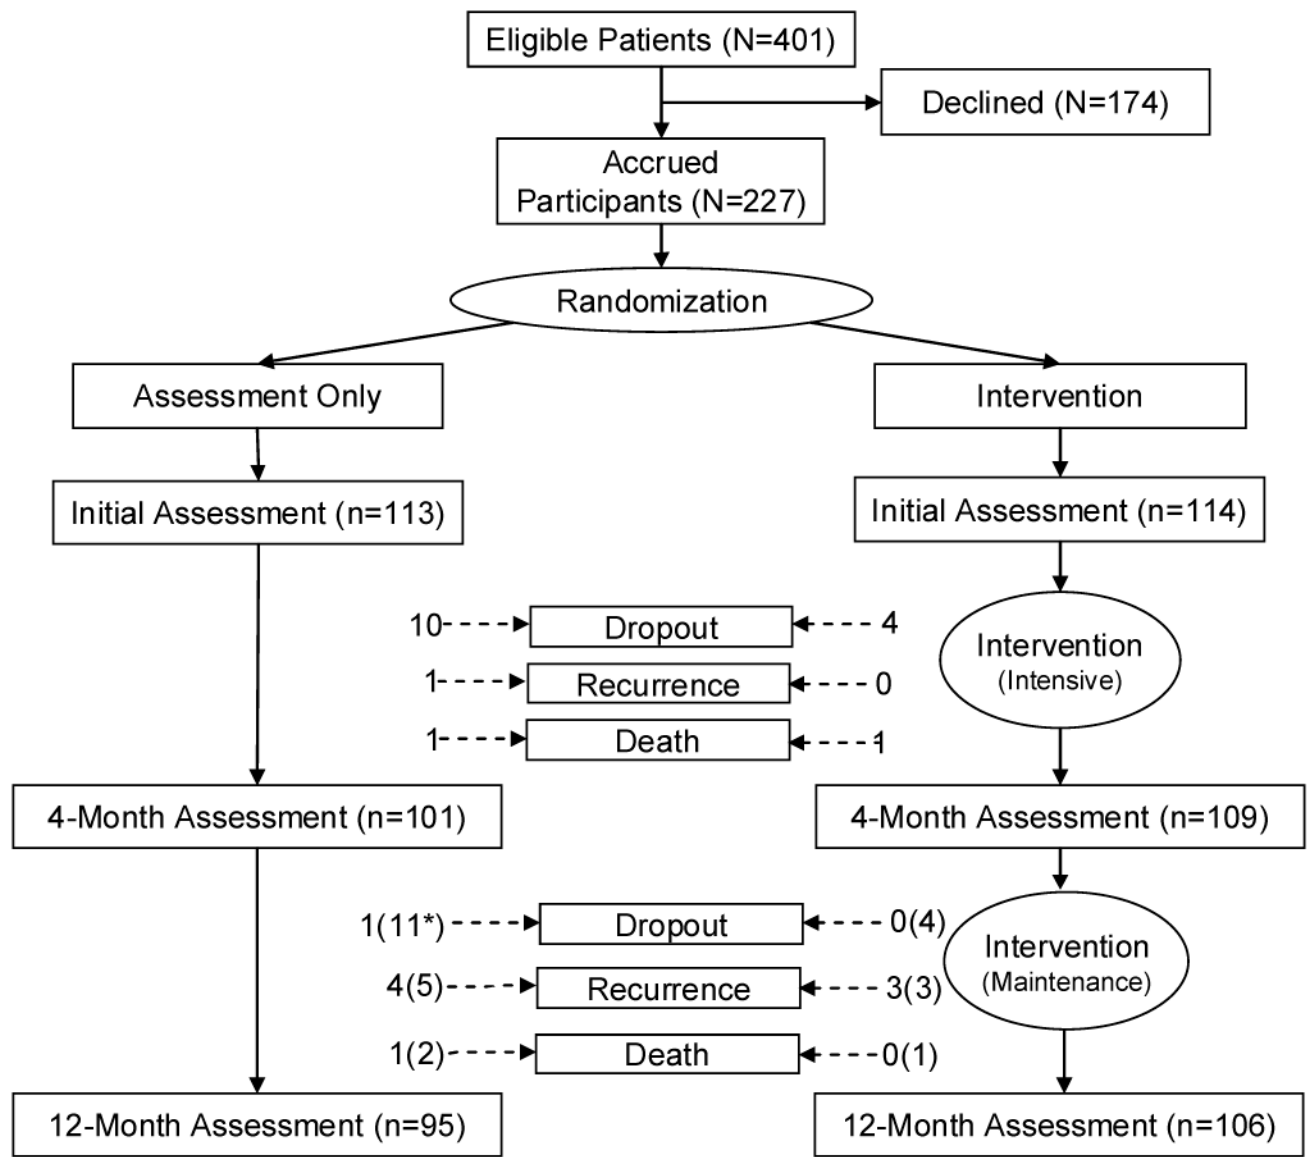 Eligible Patients (N=401)
Declined (N=174)
Accrued
Participants (N=227)
Randomization
Assessment Only
Intervention
Initial Assessment (n=113)
Initial Assessment (n=114)
10
Dropout
4
Intervention
(Intensive)
1
Recurrence
0
1
Death
1
4-Month Assessment (n=101)
4-Month Assessment (n=109)
1(11*)
Dropout
0(4)
Intervention
(Maintenance)
4(5)
Recurrence
3(3)
1(2)
Death
0(1)
12-Month Assessment (n=95)
12-Month Assessment (n=106)